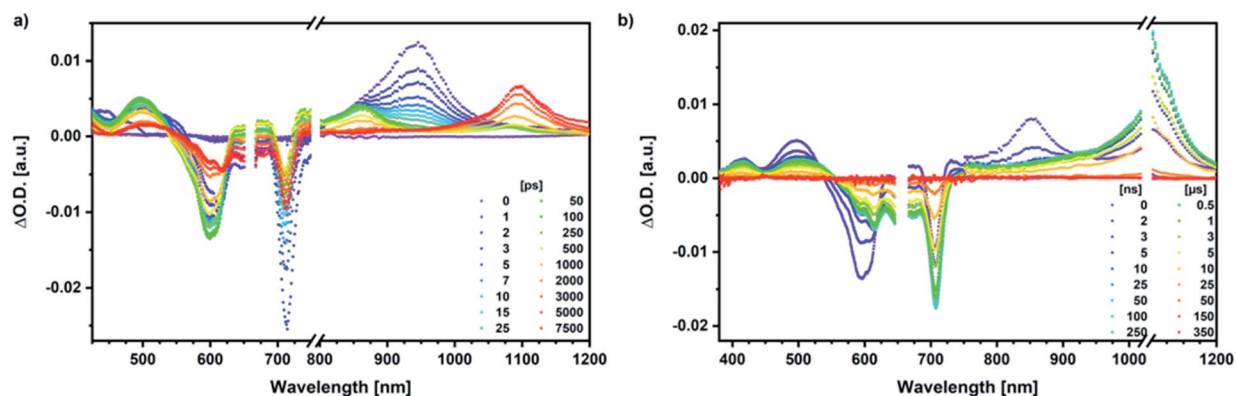 a)
ΔO.D. [a.u.]
0.01
0.00
-0.01
-0.02
[ps]
0 50
1 100
2 250
3 500
5 1000
7 2000
10 3000
15 5000
25 7500
500 600 700 800 900 1000 1100 1200
Wavelength [nm]
b)
ΔO.D. [a.u.]
0.02
0.01
0.00
-0.01
-0.02
[ns] [µs]
0 0.5
2 1
3 3
5 5
10 10
25 25
50 50
100 150
250 350
400 500 600 700 800 900 1000 1200
Wavelength [nm]